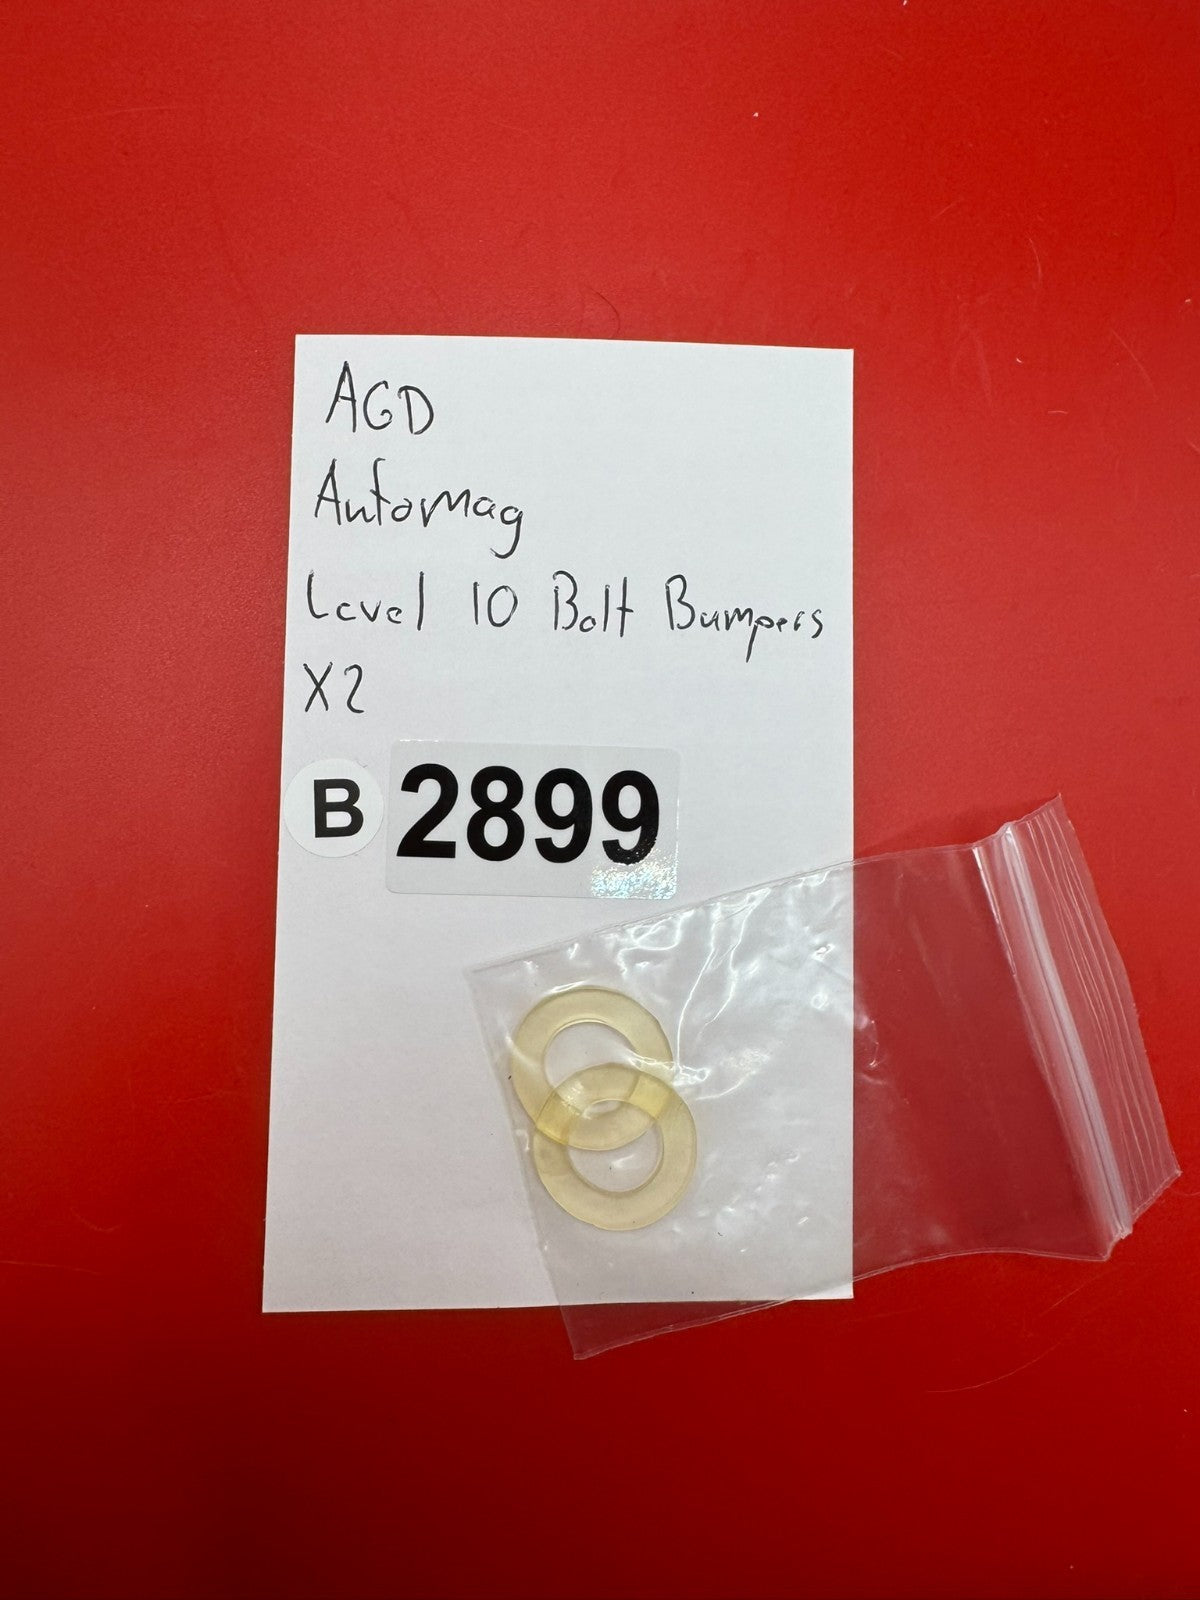 AGD
Automag
Level 10 Bolt Bumpers
X2
B 2899